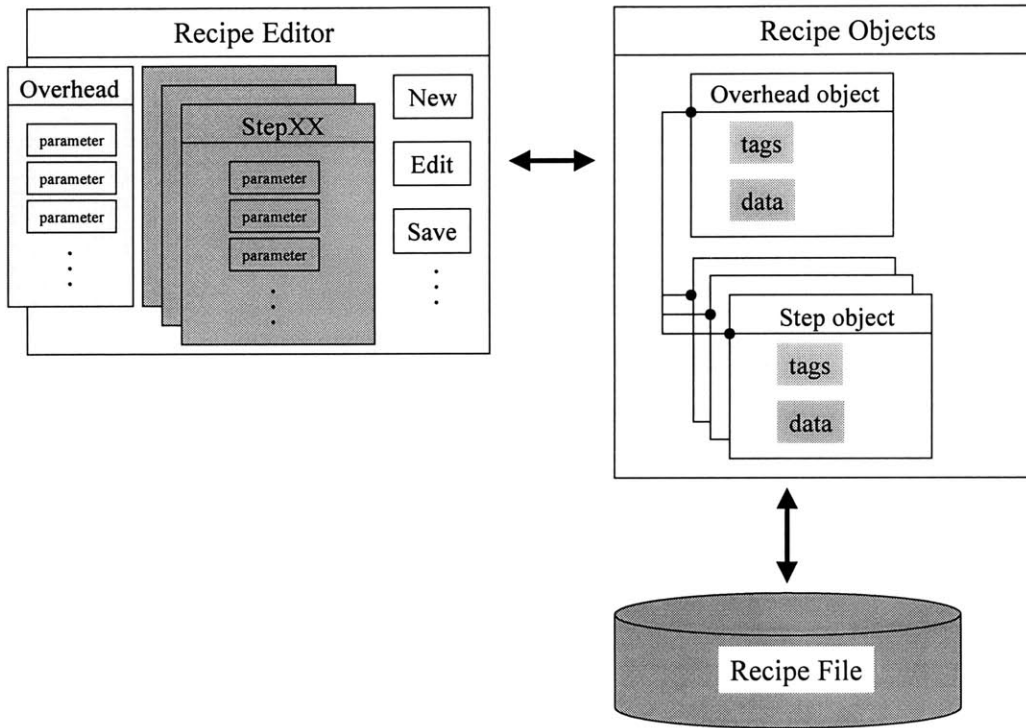 Recipe Editor
Overhead
parameter
parameter
parameter
StepXX
parameter
parameter
parameter
New
Edit
Save
Recipe Objects
Overhead object
tags
data
Step object
tags
data
Recipe File